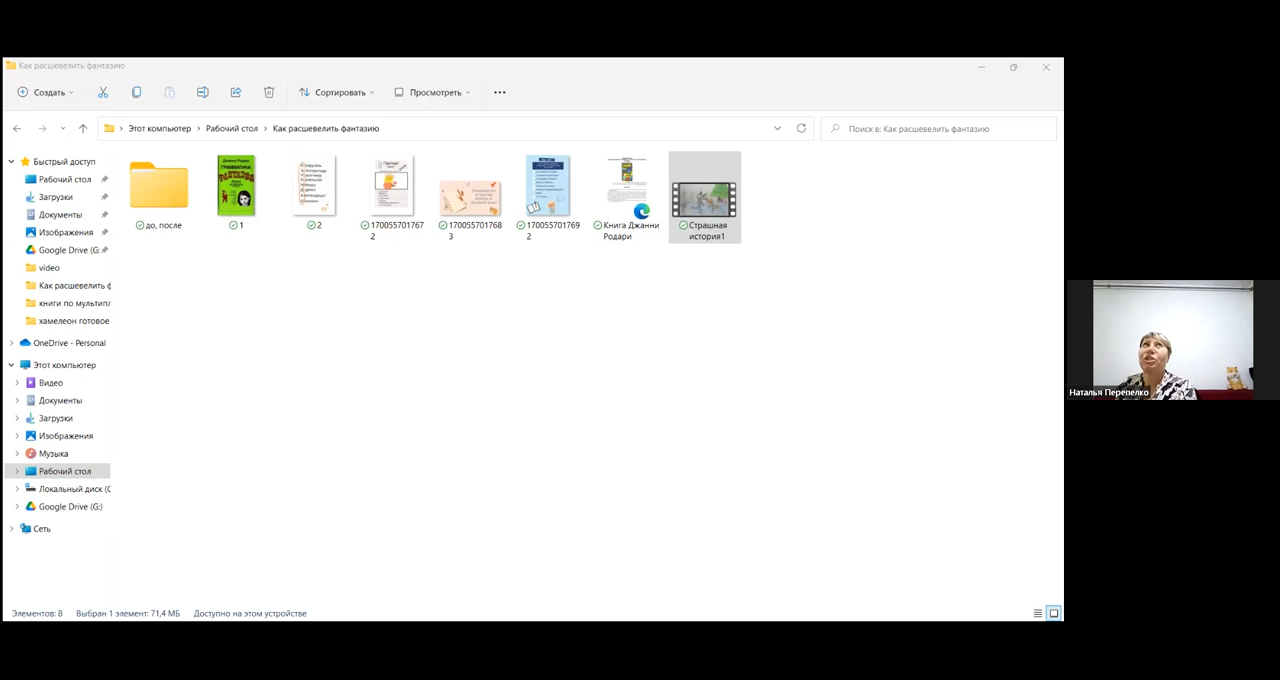 Как расшевелить фантазию
Создать
Сортировать
Просмотреть
Этот компьютер > Рабочий стол > Как расшевелить фантазию
Поиск в: Как расшевелить фантазию
Быстрый доступ
Рабочий стол
Загрузки
Документы
Изображения
Google Drive (G:
video
Как расшевелить ф
книги по мультипл
хамелеон готовое
OneDrive - Personal
Этот компьютер
Видео
Документы
Загрузки
Изображения
Музыка
Рабочий стол
Локальный диск (C
Google Drive (G:)
Сеть
до, после
1
2
170055701767
2
170055701768
3
170055701769
2
Книга Джанни
Родари
Страшная
история1
Элементов: 8
Выбран 1 элемент: 71,4 МБ
Доступно на этом устройстве
Наталья Перепелко